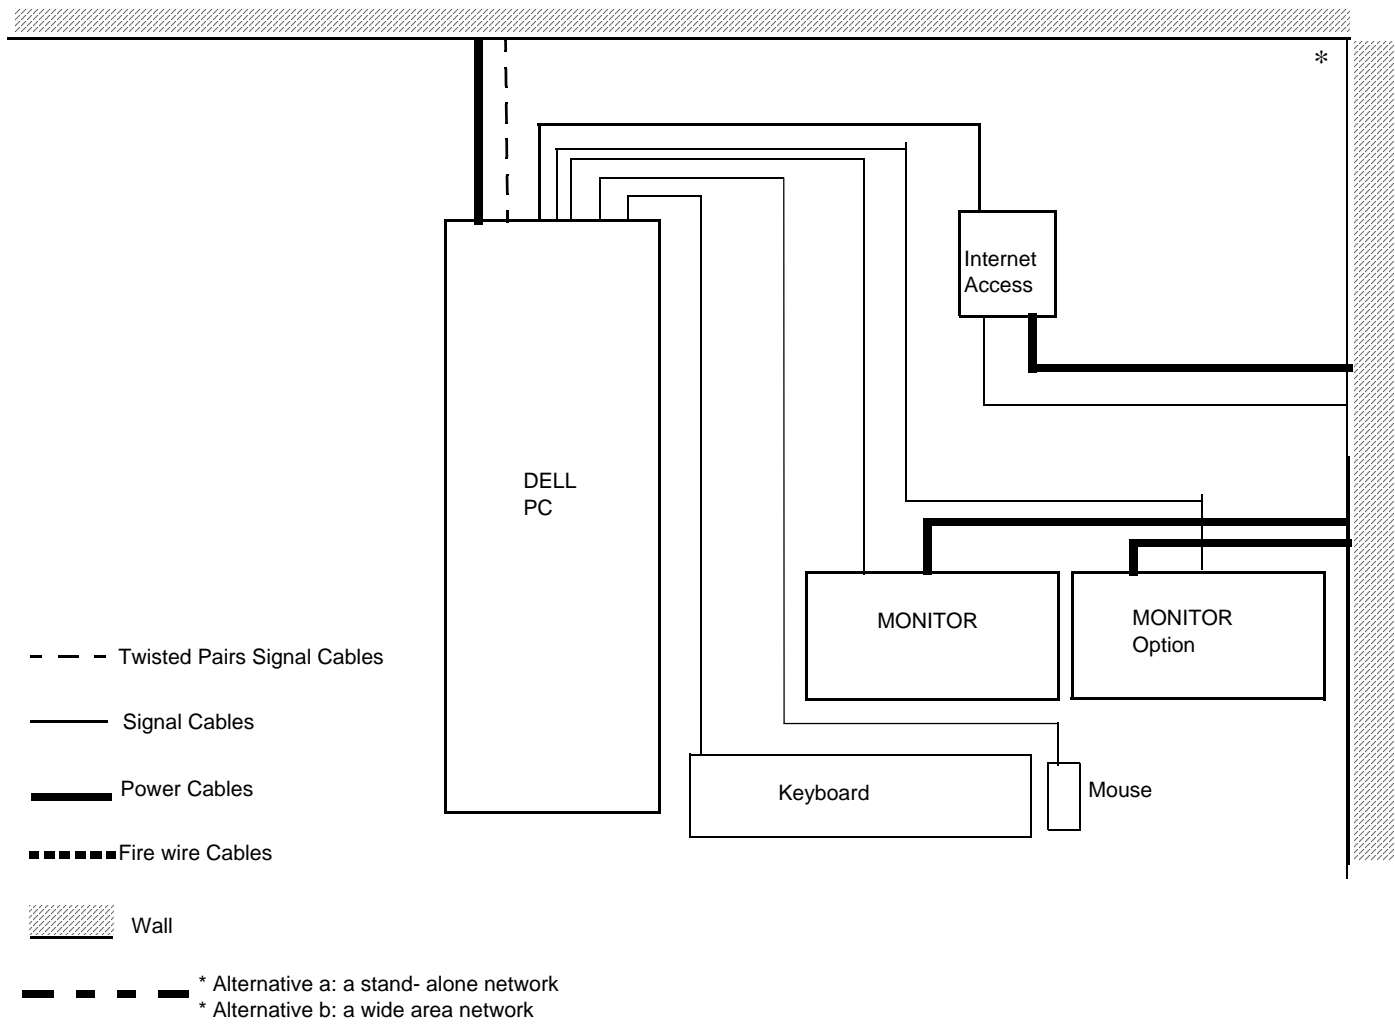 *
Internet
Access
DELL
PC
MONITOR
MONITOR
Option
Keyboard
Mouse
Twisted Pairs Signal Cables
Signal Cables
Power Cables
Fire wire Cables
Wall
* Alternative a: a stand- alone network
* Alternative b: a wide area network